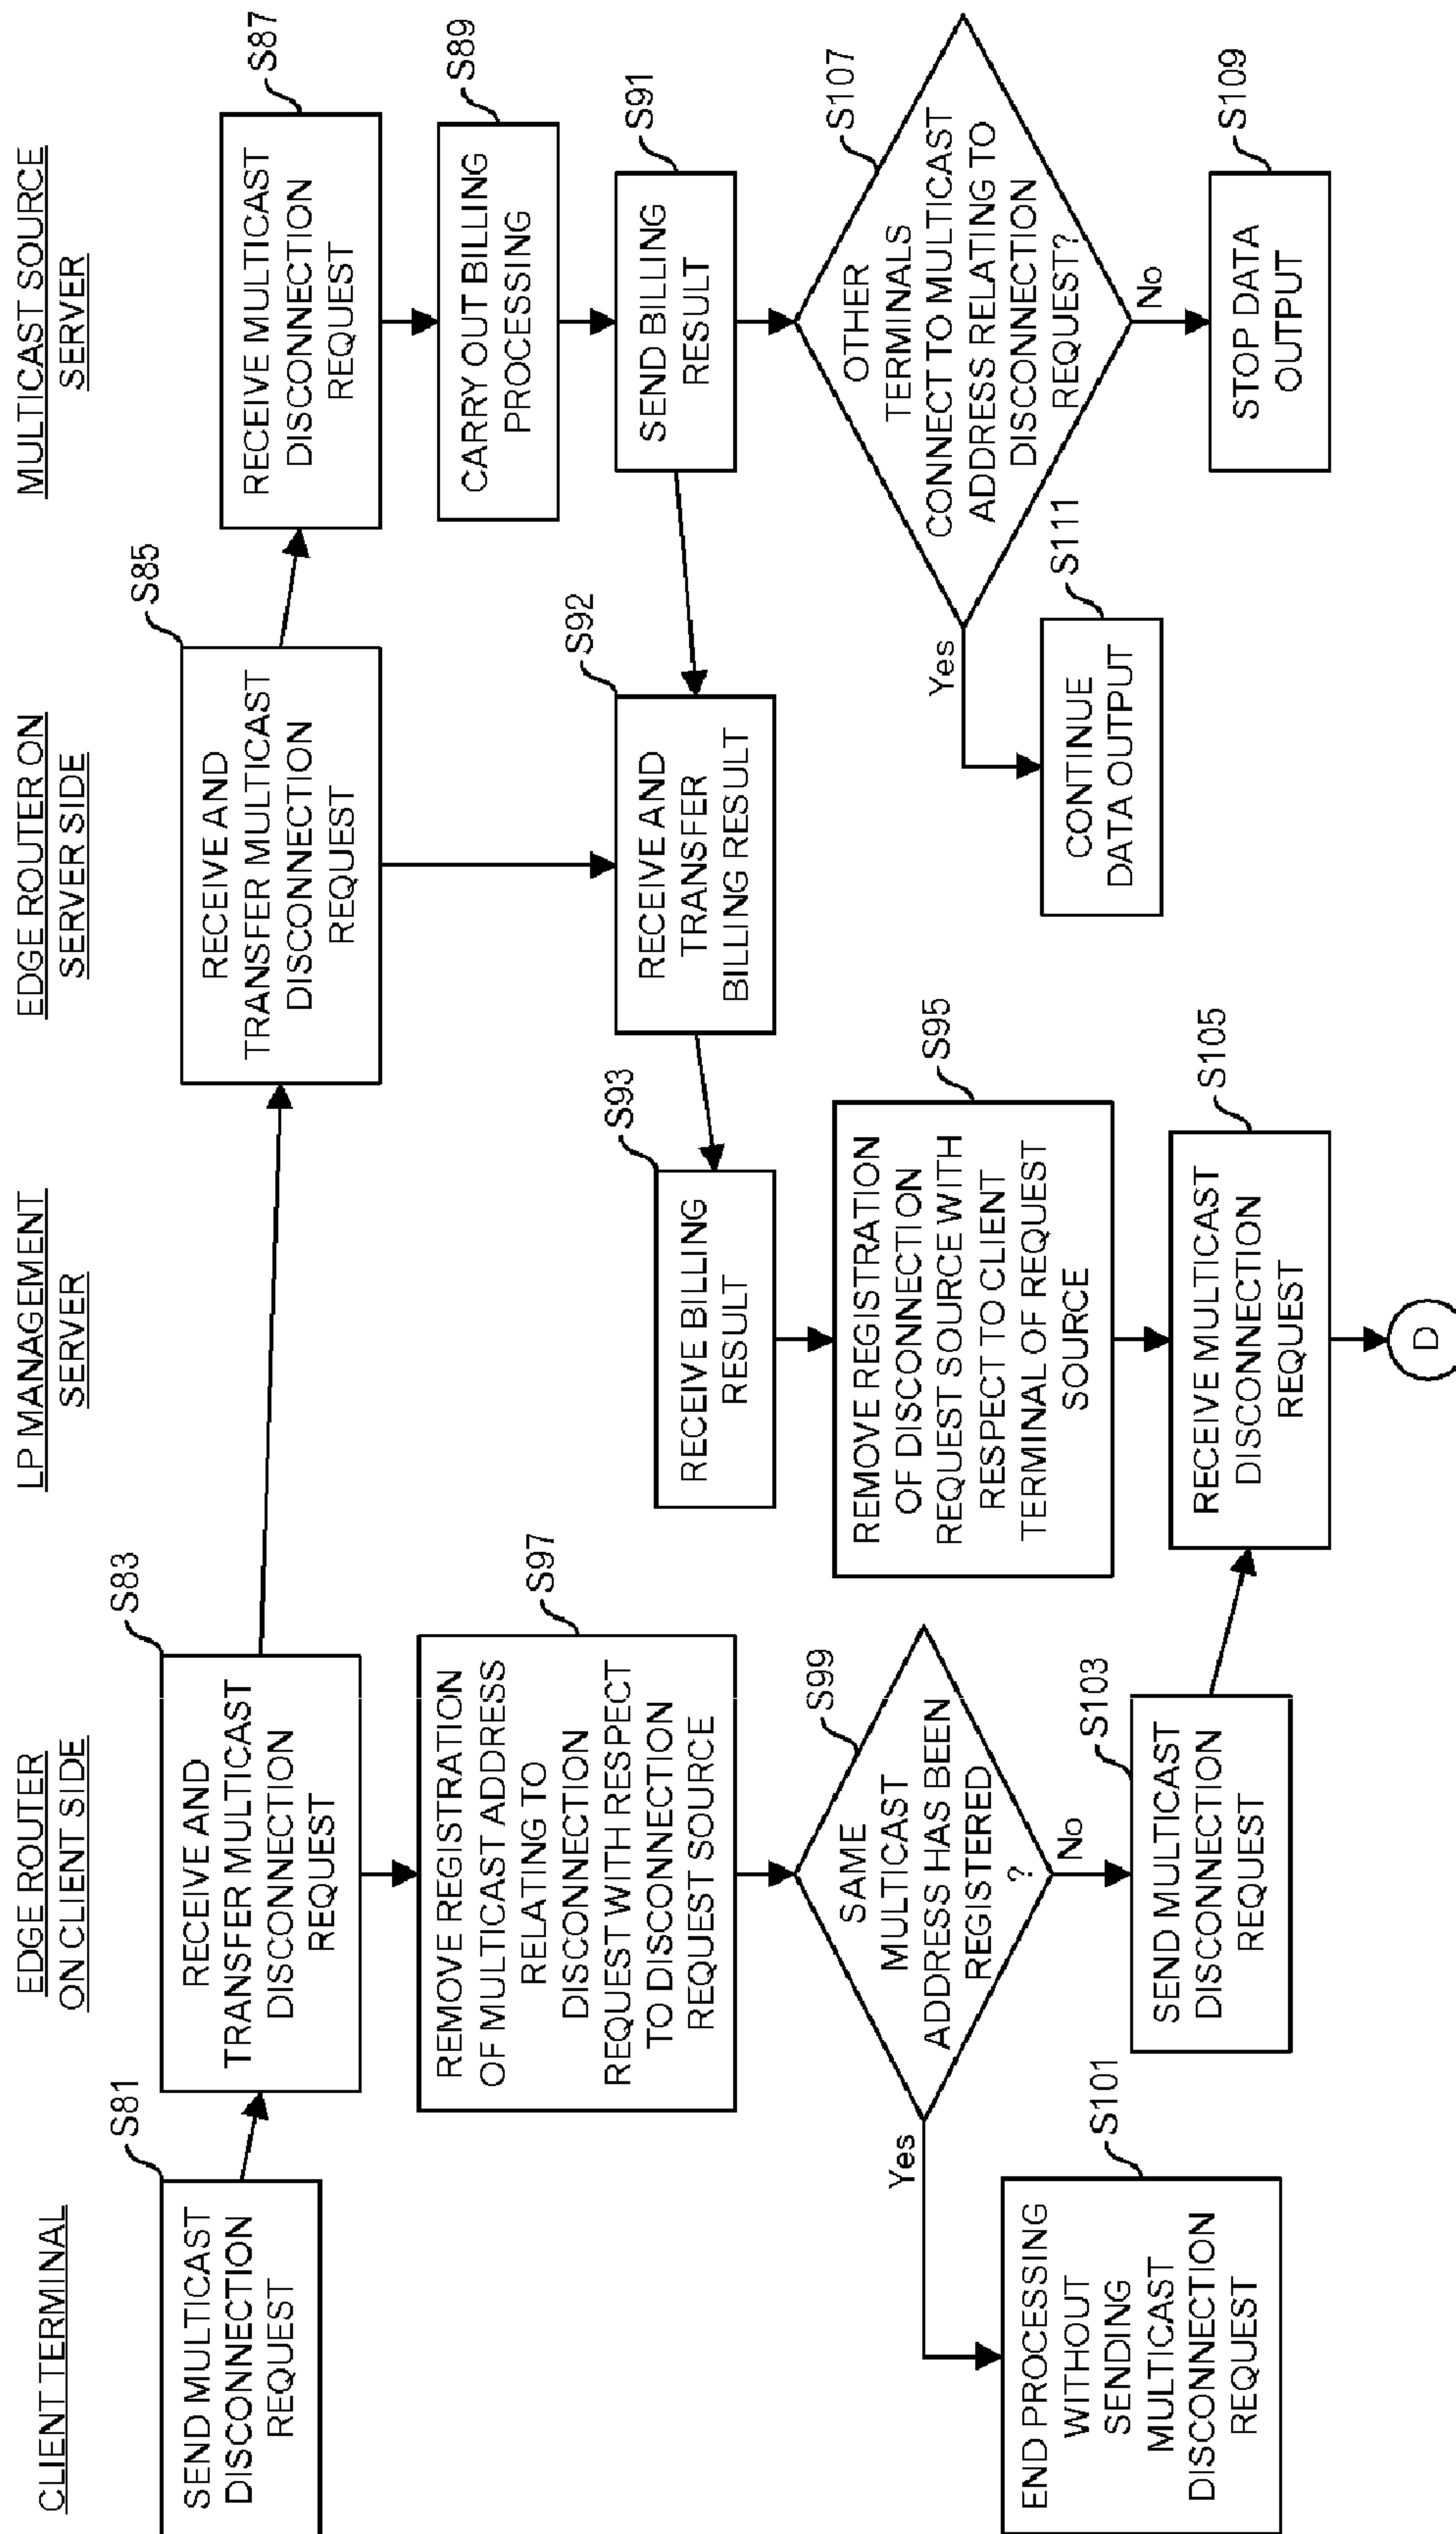 CLIENT TERMINAL
EDGE ROUTER
ON CLIENT SIDE
LP MANAGEMENT
SERVER
EDGE ROUTER ON
SERVER SIDE
MULTICAST SOURCE
SERVER
S81
SEND MULTICAST
DISCONNECTION
REQUEST
S83
RECEIVE AND
TRANSFER MULTICAST
DISCONNECTION
REQUEST
S85
RECEIVE AND
TRANSFER MULTICAST
DISCONNECTION
REQUEST
S87
RECEIVE MULTICAST
DISCONNECTION
REQUEST
S89
CARRY OUT BILLING
PROCESSING
S91
SEND BILLING
RESULT
S92
RECEIVE AND
TRANSFER
BILLING RESULT
S93
RECEIVE BILLING
RESULT
S95
REMOVE REGISTRATION
OF DISCONNECTION
REQUEST SOURCE WITH
RESPECT TO CLIENT
TERMINAL OF REQUEST
SOURCE
S97
REMOVE REGISTRATION
OF MULTICAST ADDRESS
RELATING TO
DISCONNECTION
REQUEST WITH RESPECT
TO DISCONNECTION
REQUEST SOURCE
S99
SAME
MULTICAST
ADDRESS HAS BEEN
REGISTERED
?
Yes
No
S101
END PROCESSING
WITHOUT
SENDING
MULTICAST
DISCONNECTION
REQUEST
S103
SEND MULTICAST
DISCONNECTION
REQUEST
S105
RECEIVE MULTICAST
DISCONNECTION
REQUEST
D
S107
OTHER
TERMINALS
CONNECT TO MULTICAST
ADDRESS RELATING TO
DISCONNECTION
REQUEST?
Yes
No
S111
CONTINUE
DATA OUTPUT
S109
STOP DATA
OUTPUT